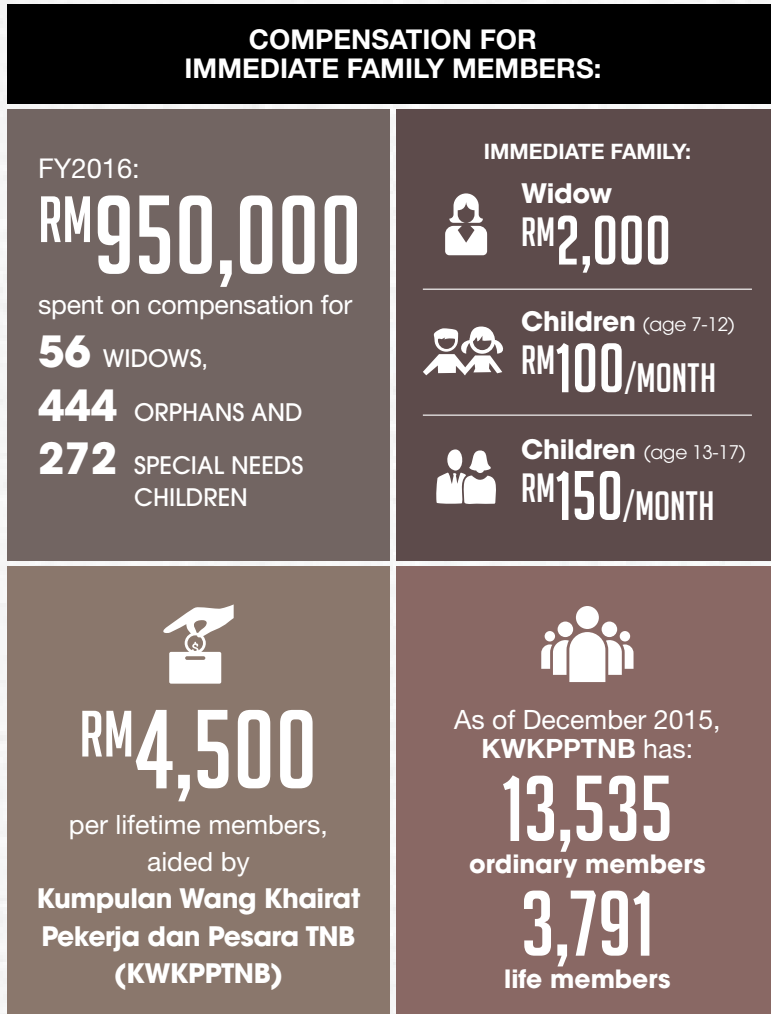 COMPENSATION FOR
IMMEDIATE FAMILY MEMBERS:
FY2016:
RM950,000
spent on compensation for
56 WIDOWS,
444 ORPHANS AND
272 SPECIAL NEEDS
CHILDREN
IMMEDIATE FAMILY:
Widow
RM2,000
Children (age 7-12)
RM100/MONTH
Children (age 13-17)
RM150/MONTH
$
RM4,500
per lifetime members,
aided by
Kumpulan Wang Khairat
Pekerja dan Pesara TNB
(KWKPPTNB)
As of December 2015,
KWKPPTNB has:
13,535
ordinary members
3,791
life members